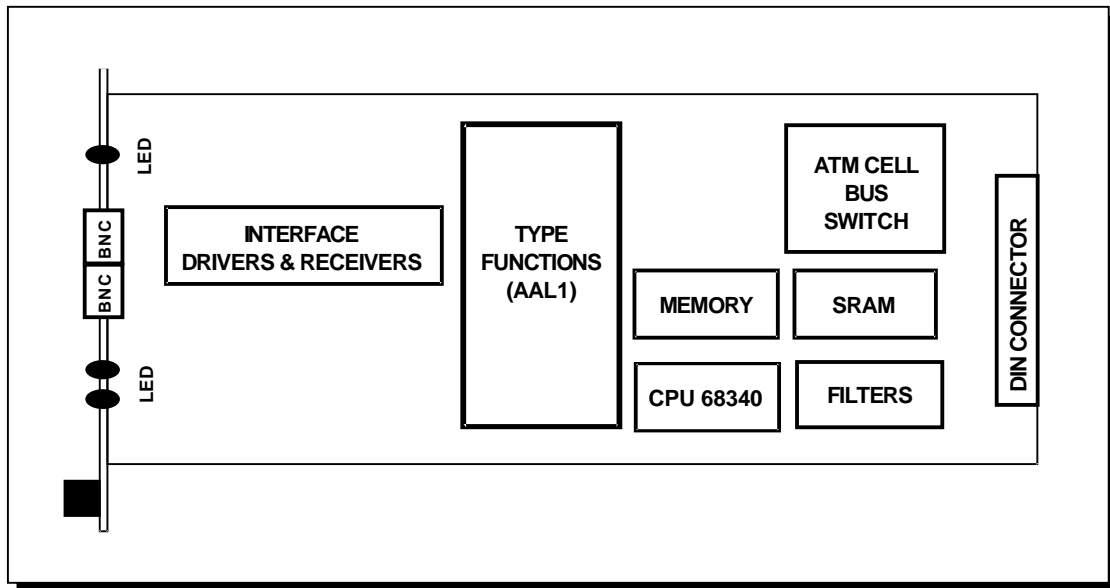 LED
BNC
BNC
LED
INTERFACE
DRIVERS & RECEIVERS
TYPE
FUNCTIONS
(AAL1)
ATM CELL
BUS
SWITCH
MEMORY
SRAM
CPU 68340
FILTERS
DIN CONNECTOR